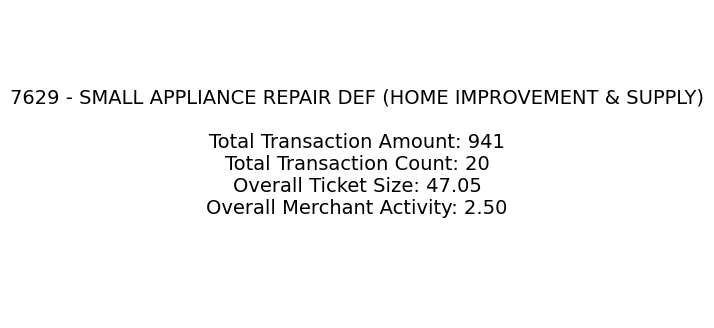 7629 - SMALL APPLIANCE REPAIR DEF (HOME IMPROVEMENT & SUPPLY)
Total Transaction Amount: 941
Total Transaction Count: 20
Overall Ticket Size: 47.05
Overall Merchant Activity: 2.50